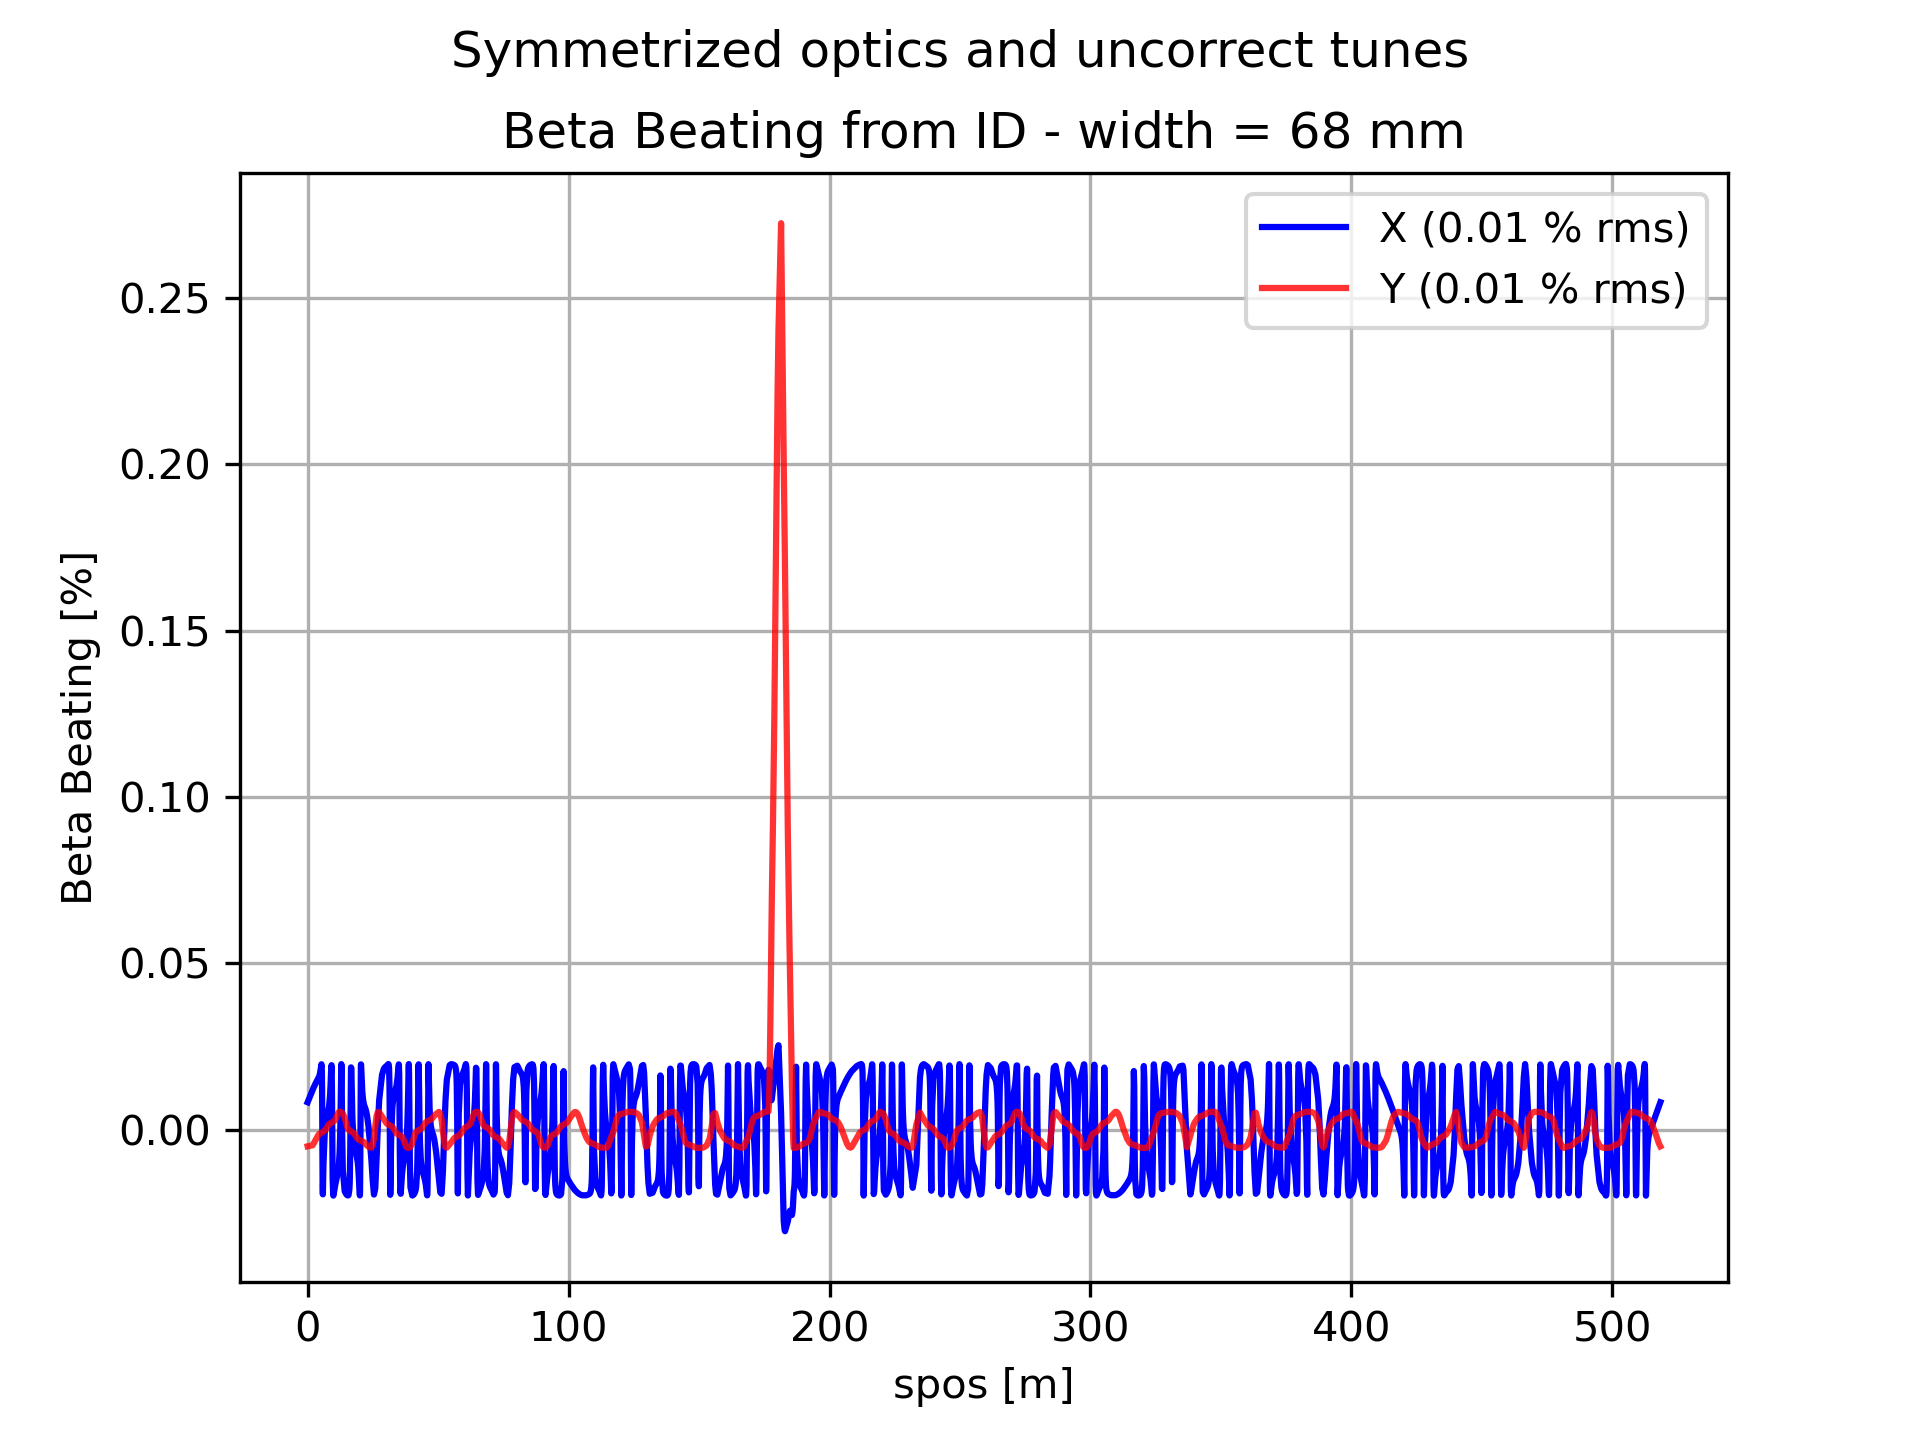 Symmetrized optics and uncorrect tunes
Beta Beating from ID - width = 68 mm
X (0.01 % rms)
Y (0.01 % rms)
Beta Beating [%]
0.25
0.20
0.15
0.10
0.05
0.00
0 100 200 300 400 500
spos [m]